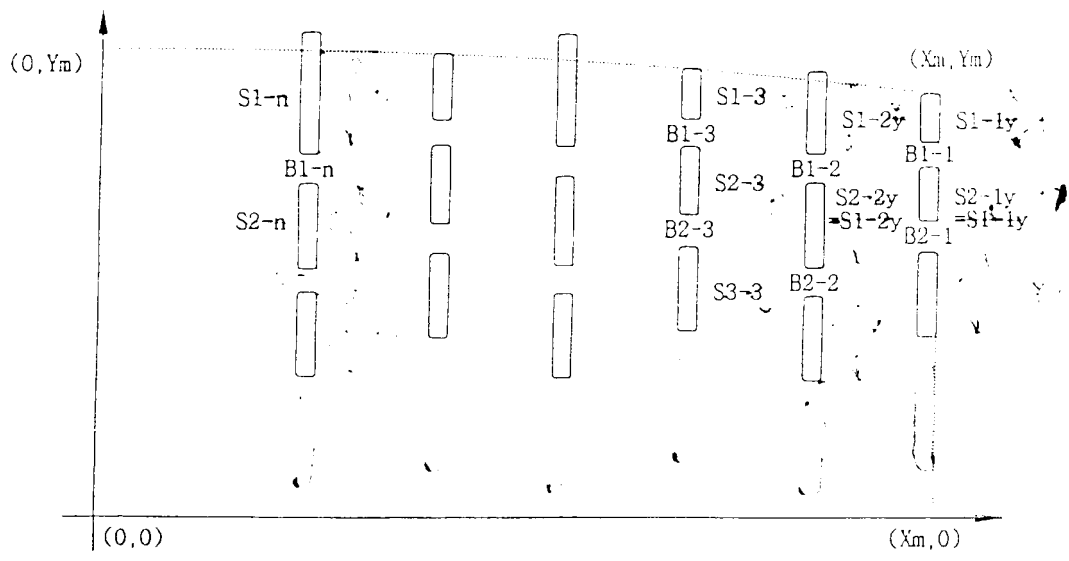 (0,Ym)
(Xm,Ym)
S1-n
S1-3
S1-2y
S1-1y
B1-3
B1-n
B1-2
B1-1
S2-3
S2-2y
=S1-2y
S2-1y
=S1-1y
S2-n
B2-3
B2-1
B2-2
S3-3
(0,0)
(Xm,0)